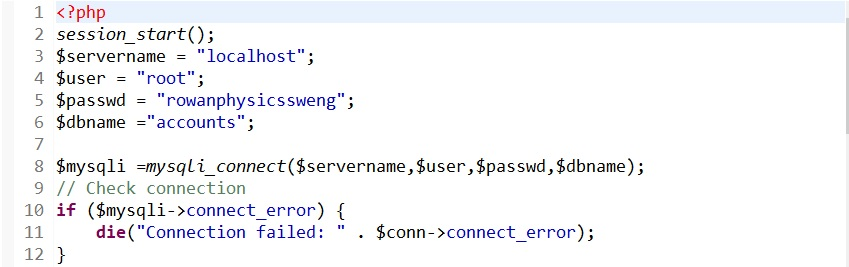 1 <?php
2 session_start();
3 $servername = "localhost";
4 $user = "root";
5 $passwd = "rowanphysicssweng";
6 $dbname ="accounts";
7
8 $mysqli =mysqli_connect($servername,$user,$passwd,$dbname);
9 // Check connection
10 if ($mysqli->connect_error) {
11     die("Connection failed: " . $conn->connect_error);
12 }